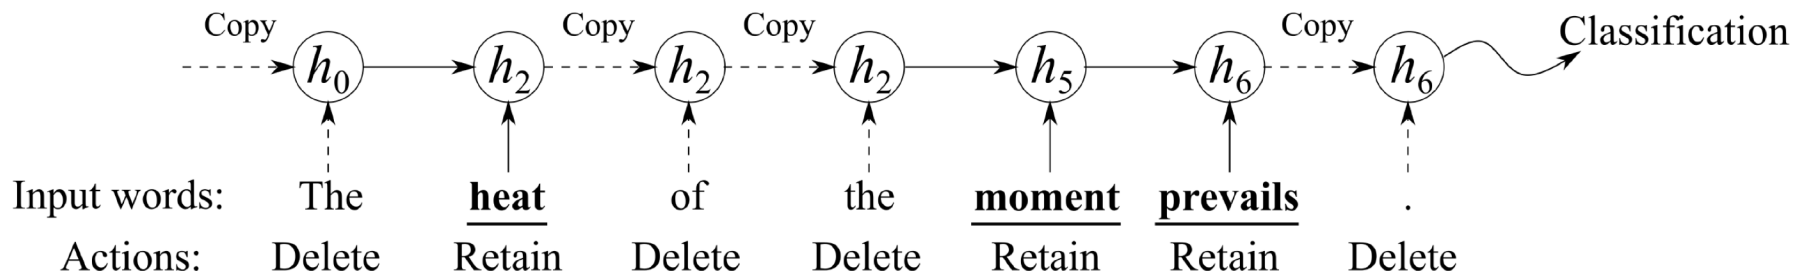 Copy Copy Copy Copy
h0 h2 h2 h2 h5 h6 h6 Classification
Input words: The heat of the moment prevails .
Actions: Delete Retain Delete Delete Retain Retain Delete